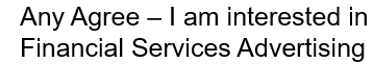 Any Agree – I am interested in
Financial Services Advertising